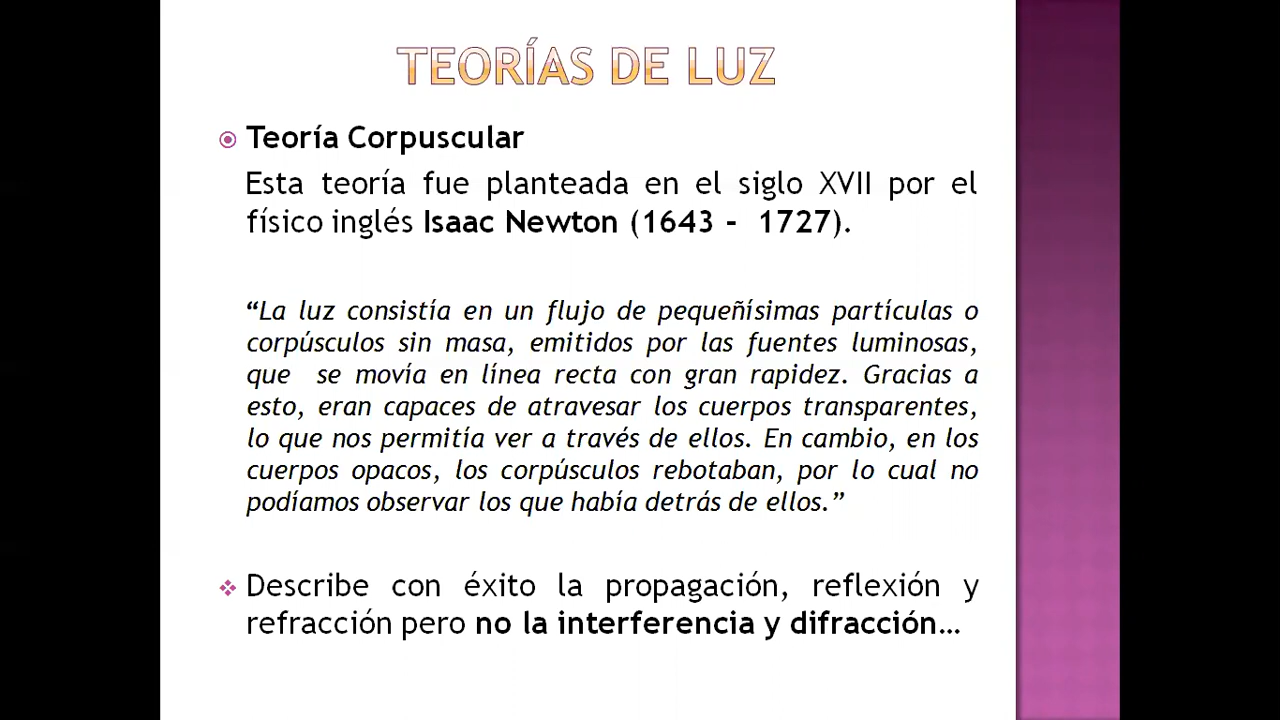 TEORÍAS DE LUZ
Teoría Corpuscular
Esta teoría fue planteada en el siglo XVII por el
físico inglés Isaac Newton (1643 - 1727).
“La luz consistía en un flujo de pequeñísimas partículas o
corpúsculos sin masa, emitidos por las fuentes luminosas,
que se movía en línea recta con gran rapidez. Gracias a
esto, eran capaces de atravesar los cuerpos transparentes,
lo que nos permitía ver a través de ellos. En cambio, en los
cuerpos opacos, los corpúsculos rebotaban, por lo cual no
podíamos observar los que había detrás de ellos.”
Describe con éxito la propagación, reflexión y
refracción pero no la interferencia y difracción…